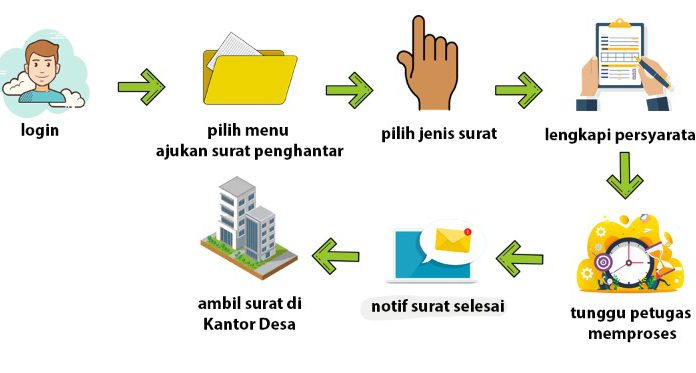 login
pilih menu
ajukan surat penghantar
pilih jenis surat
lengkapi persyarata
tunggu petugas
memproses
notif surat selesai
ambil surat di
Kantor Desa